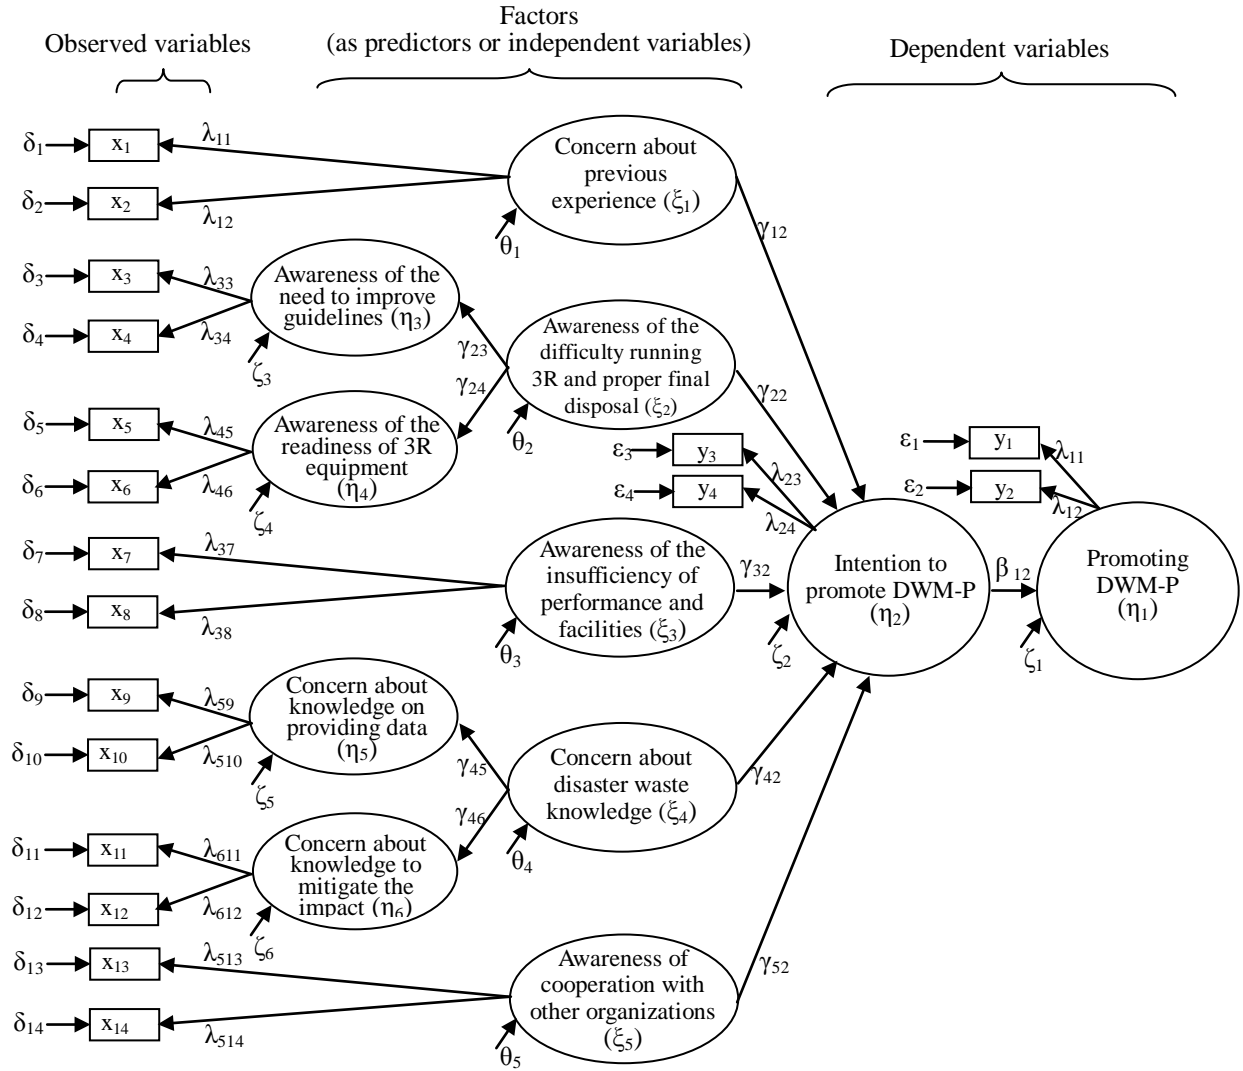 Factors
(as predictors or independent variables)
Observed variables
Dependent variables
δ₁
x₁
λ₁₁
δ₂
x₂
λ₁₂
Concern about
previous
experience (ξ₁)
θ₁
γ₁₂
δ₃
x₃
λ₃₃
δ₄
x₄
λ₃₄
Awareness of the
need to improve
guidelines (η₃)
ζ₃
γ₂₃
γ₂₄
Awareness of the
difficulty running
3R and proper final
disposal (ξ₂)
θ₂
γ₂₂
δ₅
x₅
λ₄₅
δ₆
x₆
λ₄₆
Awareness of the
readiness of 3R
equipment
(η₄)
ζ₄
ε₃
y₃
λ₂₃
ε₄
y₄
λ₂₄
ε₁
y₁
λ₁₁
ε₂
y₂
λ₁₂
δ₇
x₇
λ₃₇
δ₈
x₈
λ₃₈
Awareness of the
insufficiency of
performance and
facilities (ξ₃)
θ₃
γ₃₂
Intention to
promote DWM-P
(η₂)
ζ₂
β₁₂
Promoting
DWM-P
(η₁)
ζ₁
δ₉
x₉
λ₅₉
δ₁₀
x₁₀
λ₅₁₀
Concern about
knowledge on
providing data
(η₅)
ζ₅
γ₄₅
γ₄₆
Concern about
disaster waste
knowledge (ξ₄)
θ₄
γ₄₂
δ₁₁
x₁₁
λ₆₁₁
δ₁₂
x₁₂
λ₆₁₂
Concern about
knowledge to
mitigate the
impact (η₆)
ζ₆
δ₁₃
x₁₃
λ₅₁₃
δ₁₄
x₁₄
λ₅₁₄
Awareness of
cooperation with
other organizations
(ξ₅)
θ₅
γ₅₂